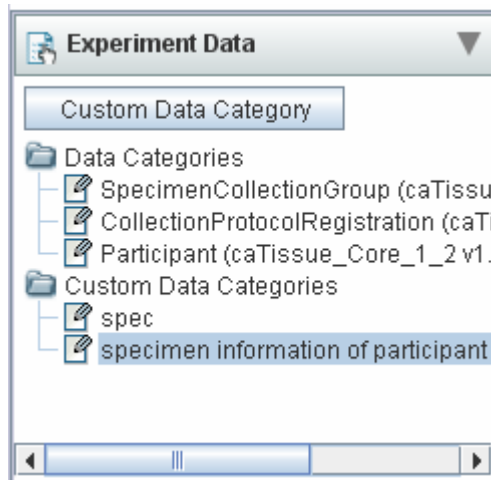 Experiment Data
Custom Data Category
Data Categories
SpecimenCollectionGroup (caTissu
CollectionProtocolRegistration (caTi
Participant (caTissue_Core_1_2 v1.
Custom Data Categories
spec
specimen information of participant